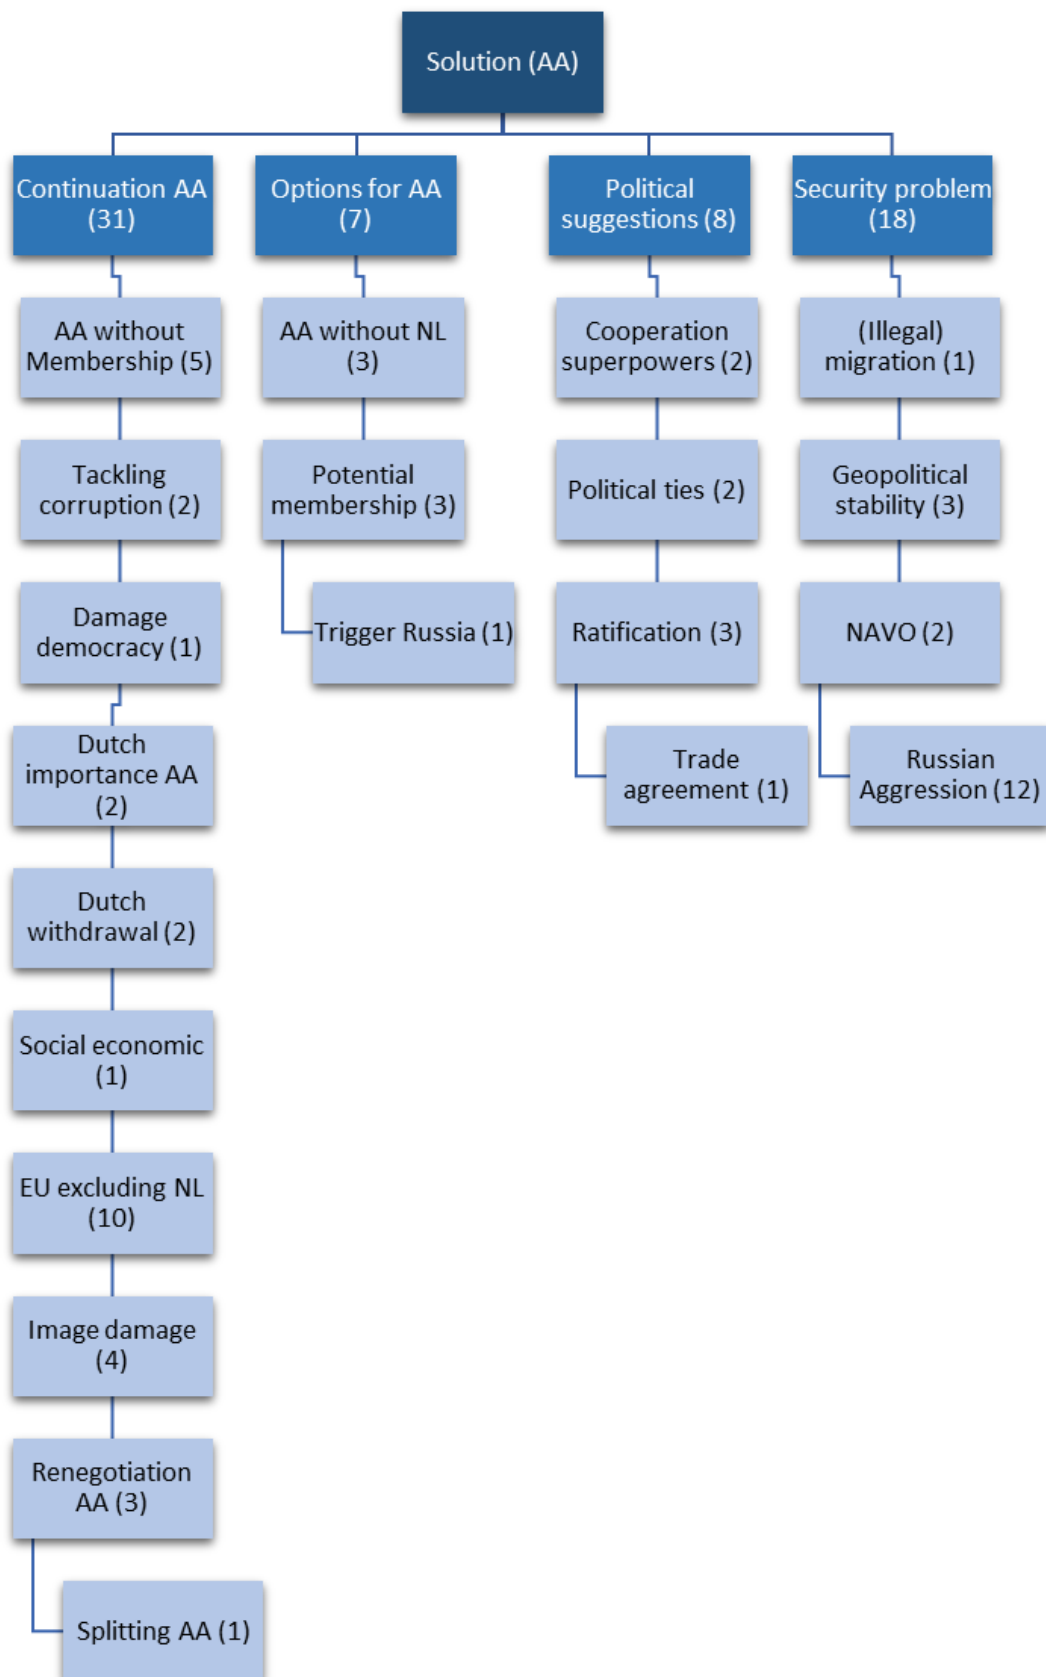 Solution (AA)
Continuation AA
(31)
Options for AA
(7)
Political
suggestions (8)
Security problem
(18)
AA without
Membership (5)
AA without NL
(3)
Cooperation
superpowers (2)
(Illegal)
migration (1)
Tackling
corruption (2)
Potential
membership (3)
Political ties (2)
Geopolitical
stability (3)
Damage
democracy (1)
Trigger Russia (1)
Ratification (3)
NAVO (2)
Dutch
importance AA
(2)
Trade
agreement (1)
Russian
Aggression (12)
Dutch
withdrawal (2)
Social economic
(1)
EU excluding NL
(10)
Image damage
(4)
Renegotiation
AA (3)
Splitting AA (1)